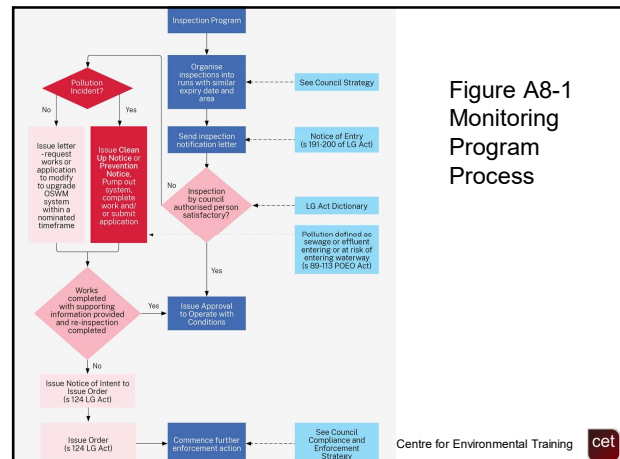 Inspection Program
Organise
inspections into
runs with similar
expiry date and
area
See Council Strategy
Send inspection
notification letter
Notice of Entry
(s 191-200 of LG Act)
Inspection
by council
authorised person
satisfactory?
LG Act Dictionary
No
Yes
Pollution
Incident?
No
Yes
Issue letter
- request
works or
application
to modify
to upgrade
OSWM
system
within a
nominated
timeframe
Issue Clean
Up Notice or
Prevention
Notice,
Pump out
system,
complete
work and/
or submit
application
Pollution defined as
sewage or effluent
entering or at risk of
entering waterway
(s 89-113 POEO Act)
Works
completed
with supporting
information provided
and re-inspection
completed
Yes
Issue Approval
to Operate with
Conditions
No
Issue Notice of Intent to
Issue Order
(s 124 LG Act)
Issue Order
(s 124 LG Act)
Commence further
enforcement action
See Council
Compliance and
Enforcement
Strategy
Figure A8-1
Monitoring
Program
Process
Centre for Environmental Training
cet